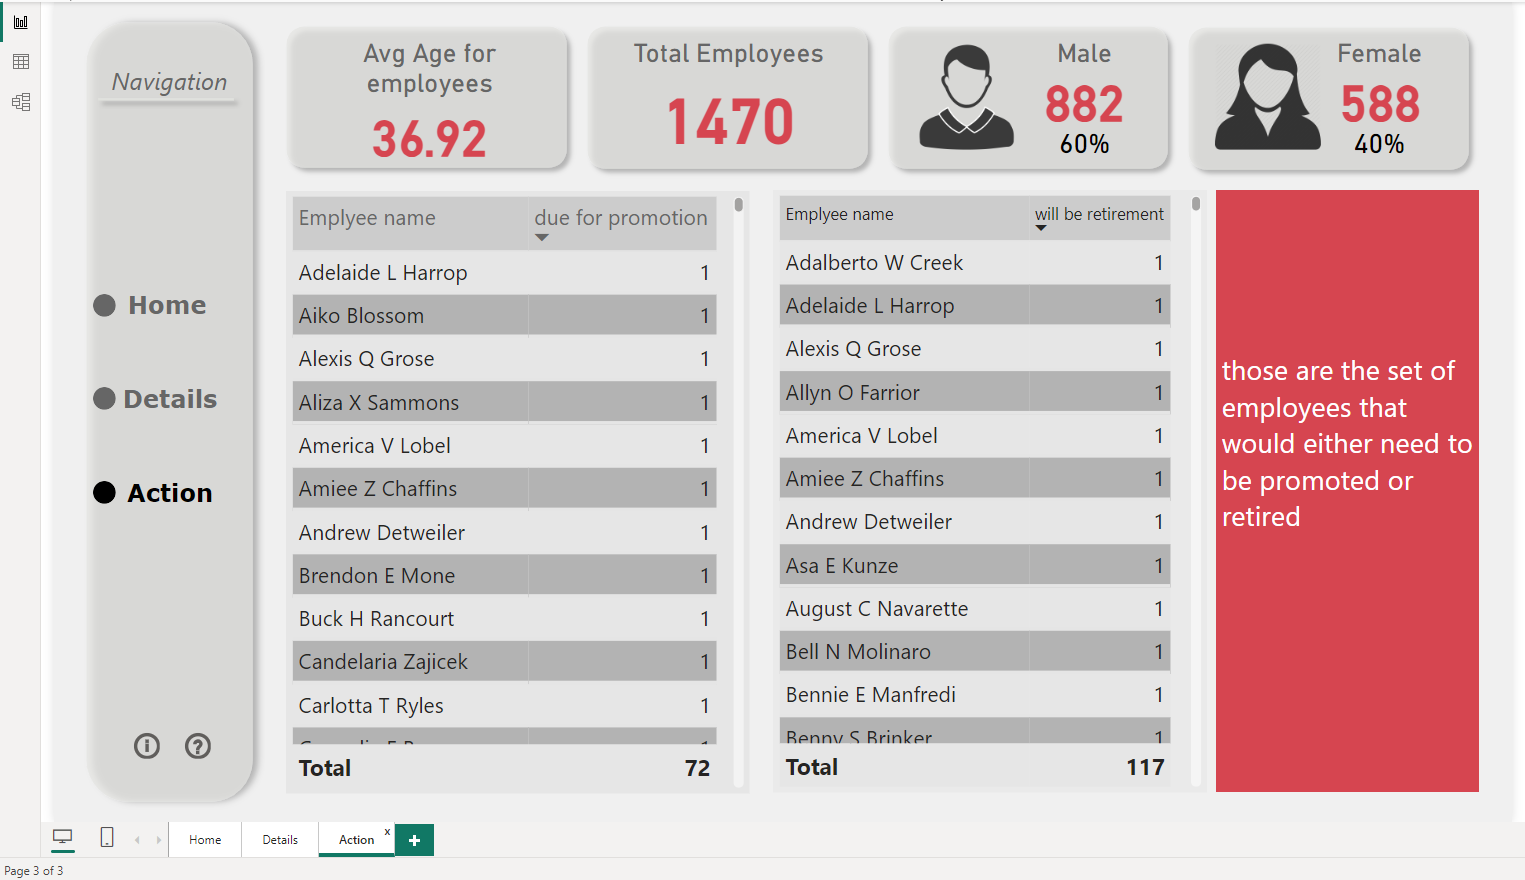 Navigation
Home
Details
Action
Avg Age for
employees
36.92
Total Employees
1470
Male
882
60%
Female
588
40%
Emplyee name due for promotion
Adelaide L Harrop 1
Aiko Blossom 1
Alexis Q Grose 1
Aliza X Sammons 1
America V Lobel 1
Amiee Z Chaffins 1
Andrew Detweiler 1
Brendon E Mone 1
Buck H Rancourt 1
Candelaria Zajicek 1
Carlotta T Ryles 1
Total 72
Emplyee name will be retirement
Adalberto W Creek 1
Adelaide L Harrop 1
Alexis Q Grose 1
Allyn O Farrior 1
America V Lobel 1
Amiee Z Chaffins 1
Andrew Detweiler 1
Asa E Kunze 1
August C Navarette 1
Bell N Molinaro 1
Bennie E Manfredi 1
Benny S Brinker 1
Total 117
those are the set of
employees that
would either need to
be promoted or
retired
Home Details Action x
Page 3 of 3